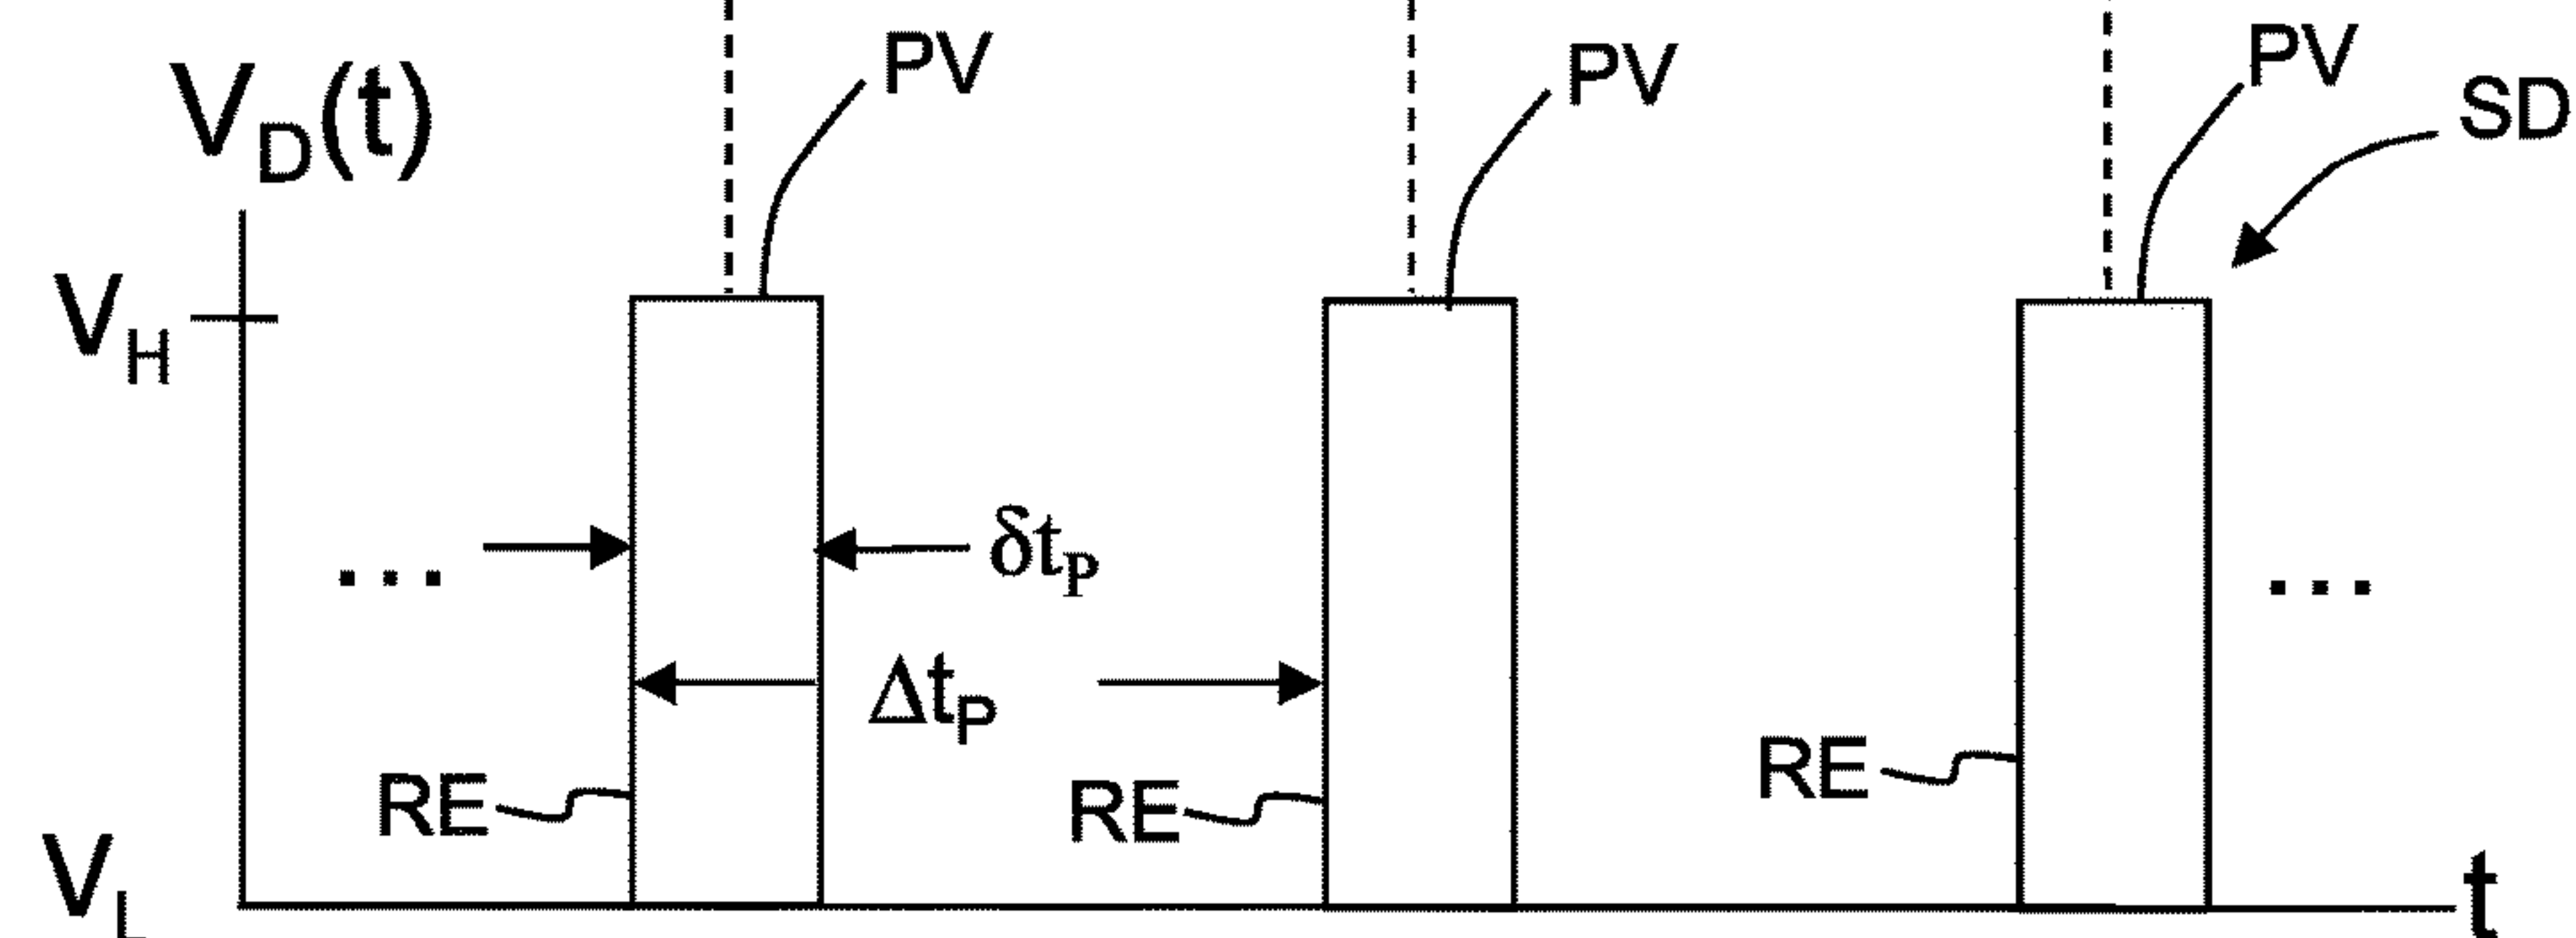 PV
PV
PV
SD
V_D(t)
V_H
...
δt_P
...
Δt_P
RE
RE
RE
V_L
t